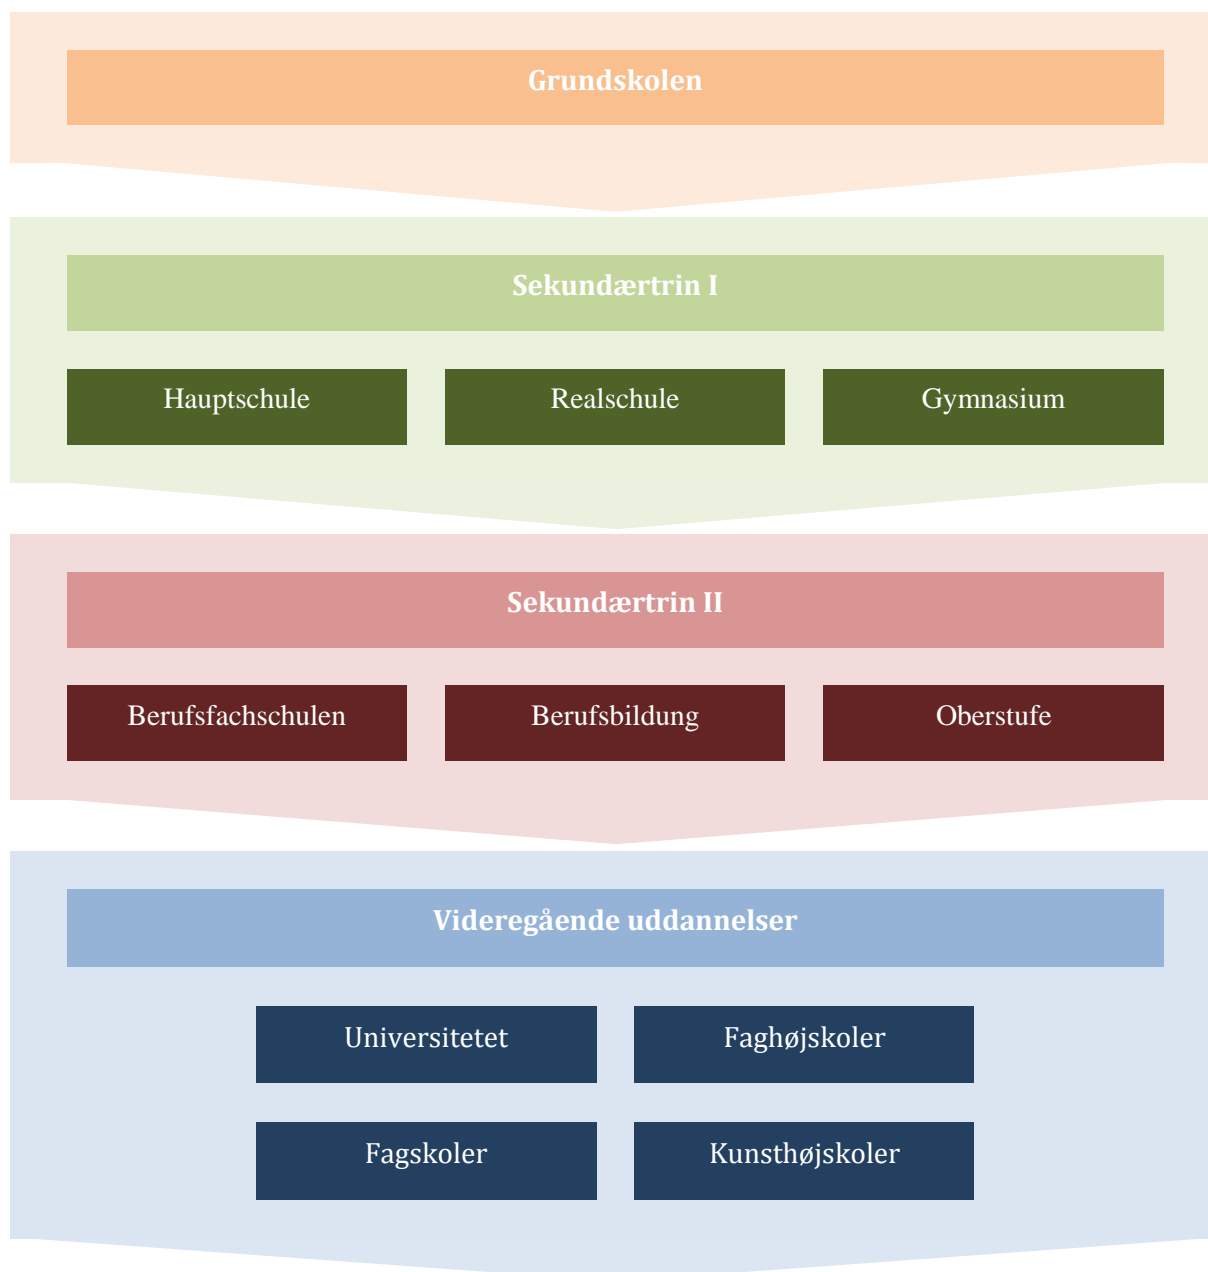 Grundskolen
Sekundærtrin I
Hauptschule
Realschule
Gymnasium
Sekundærtrin II
Berufsfachschulen
Berufsbildung
Oberstufe
Videregående uddannelser
Universitetet
Faghøjskoler
Fagskoler
Kunsthøjskoler